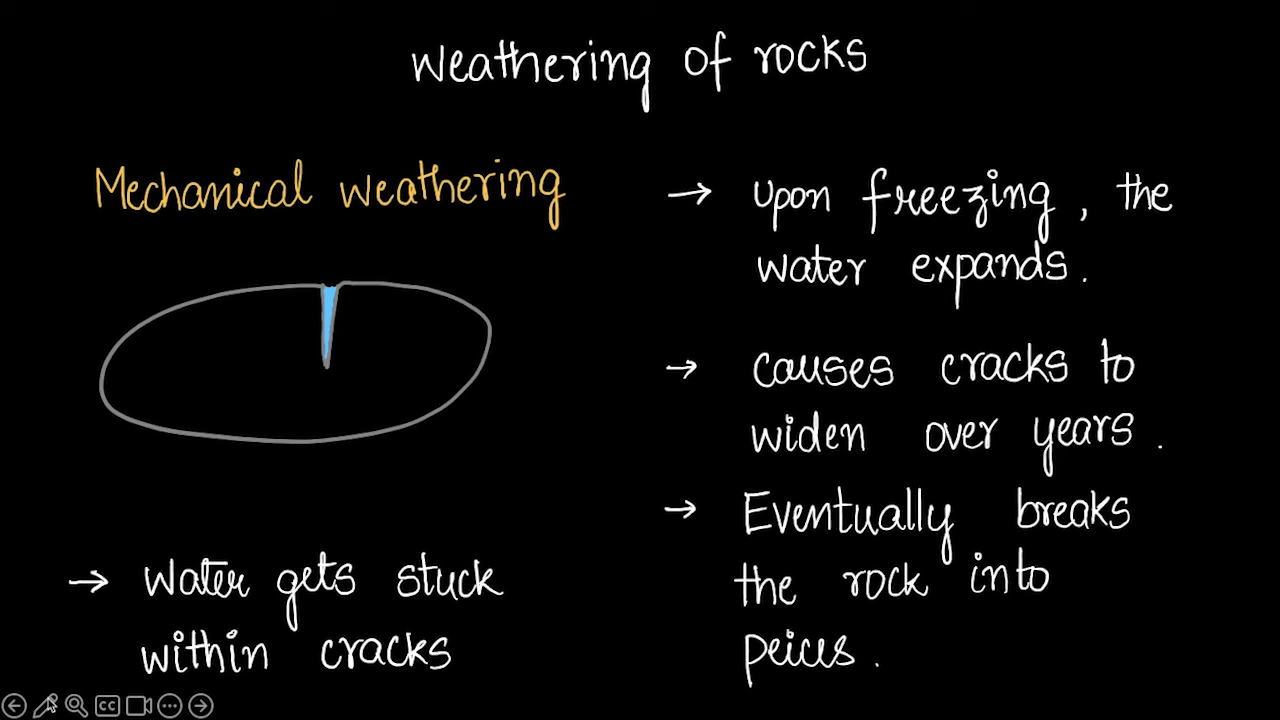 Weathering of rocks
Mechanical weathering
→ Water gets stuck
within cracks
→ Upon freezing, the
water expands.
→ Causes cracks to
widen over years.
→ Eventually breaks
the rock into
peices.
CC